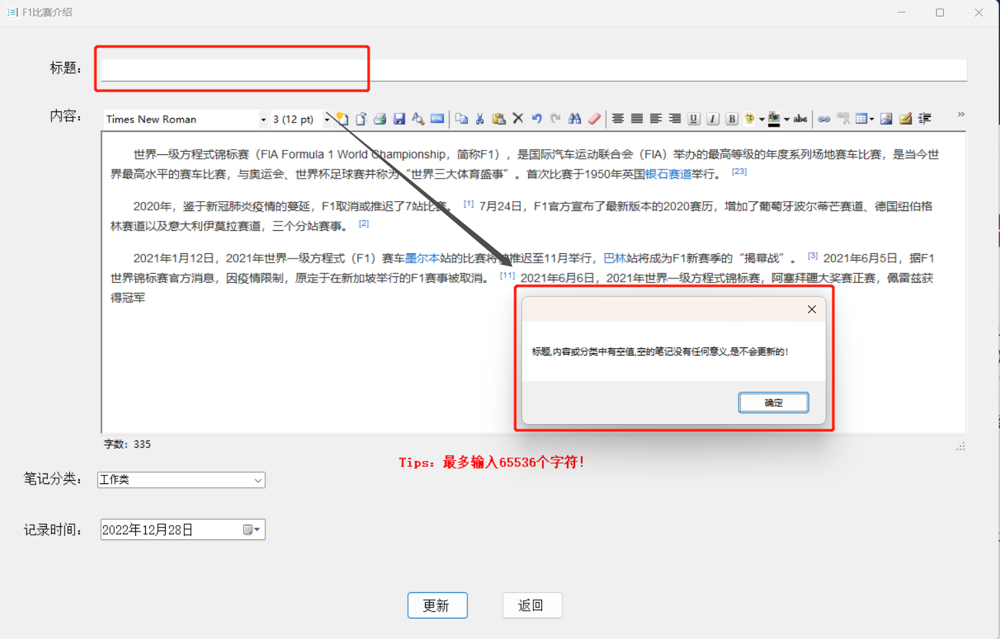 F1比赛介绍
标题：
内容：
Times New Roman 3 (12 pt) HTML U I B abc »
世界一级方程式锦标赛（FIA Formula 1 World Championship，简称F1），是国际汽车运动联合会（FIA）举办的最高等级的年度系列场地赛车比赛，是当今世
界最高水平的赛车比赛，与奥运会、世界杯足球赛并称为“世界三大体育盛事”。首次比赛于1950年英国银石赛道举行。 [23]
2020年，鉴于新冠肺炎疫情的蔓延，F1取消或推迟了7站比赛。 [1] 7月24日，F1官方宣布了最新版本的2020赛历，增加了葡萄牙波尔蒂芒赛道、德国纽伯格
林赛道以及意大利伊莫拉赛道，三个分站赛事。 [2]
2021年1月12日，2021年世界一级方程式（F1）赛车墨尔本站的比赛将被推迟至11月举行，巴林站将成为F1新赛季的“揭幕战”。 [3] 2021年6月5日，据F1
世界锦标赛官方消息，因疫情限制，原定于在新加坡举行的F1赛事被取消。 [11] 2021年6月6日，2021年世界一级方程式锦标赛，阿塞拜疆大奖赛正赛，佩雷兹获
得冠军
标题,内容或分类中有空值,空的笔记没有任何意义,是不会更新的!
确定
字数：335
Tips：最多输入65536个字符！
笔记分类：
工作类
记录时间：
2022年12月28日
更新
返回